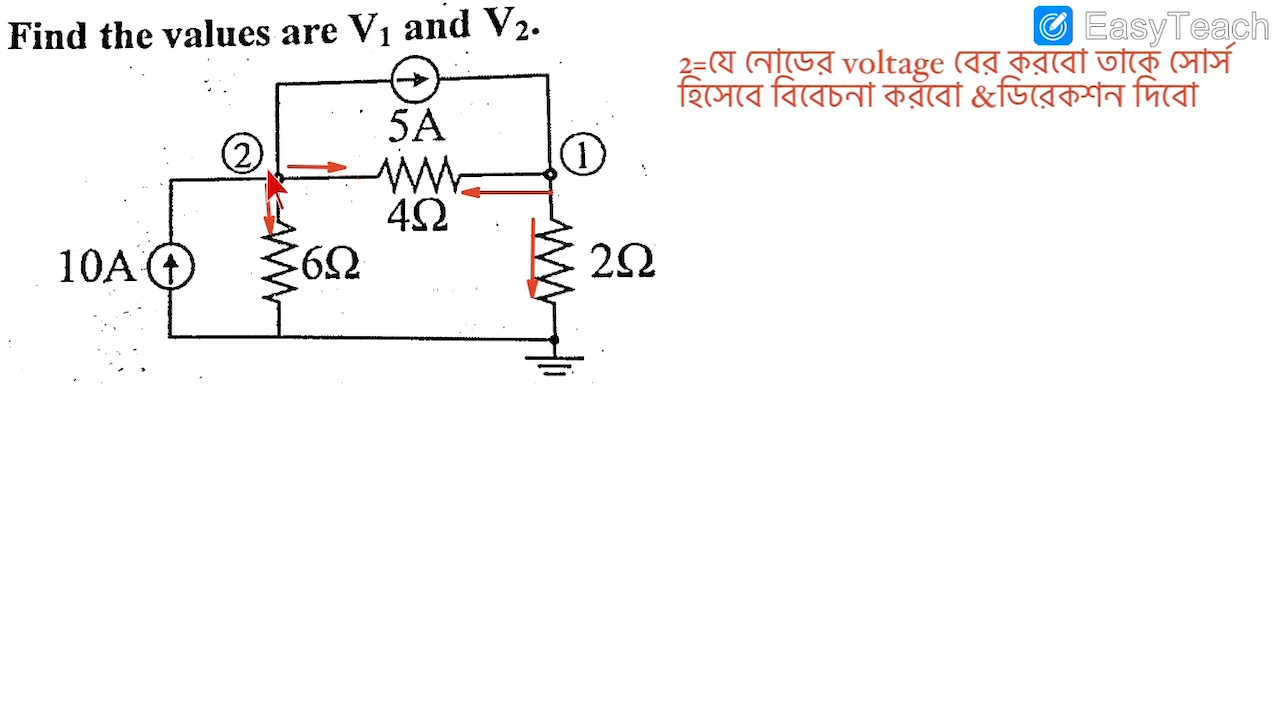 Find the values are V₁ and V₂.
EasyTeach
2=যে নোডের voltage বের করবো তাকে সোর্স
হিসেবে বিবেচনা করবো &ডিরেকশন দিবো
5A
② ①
4Ω
10A 6Ω 2Ω